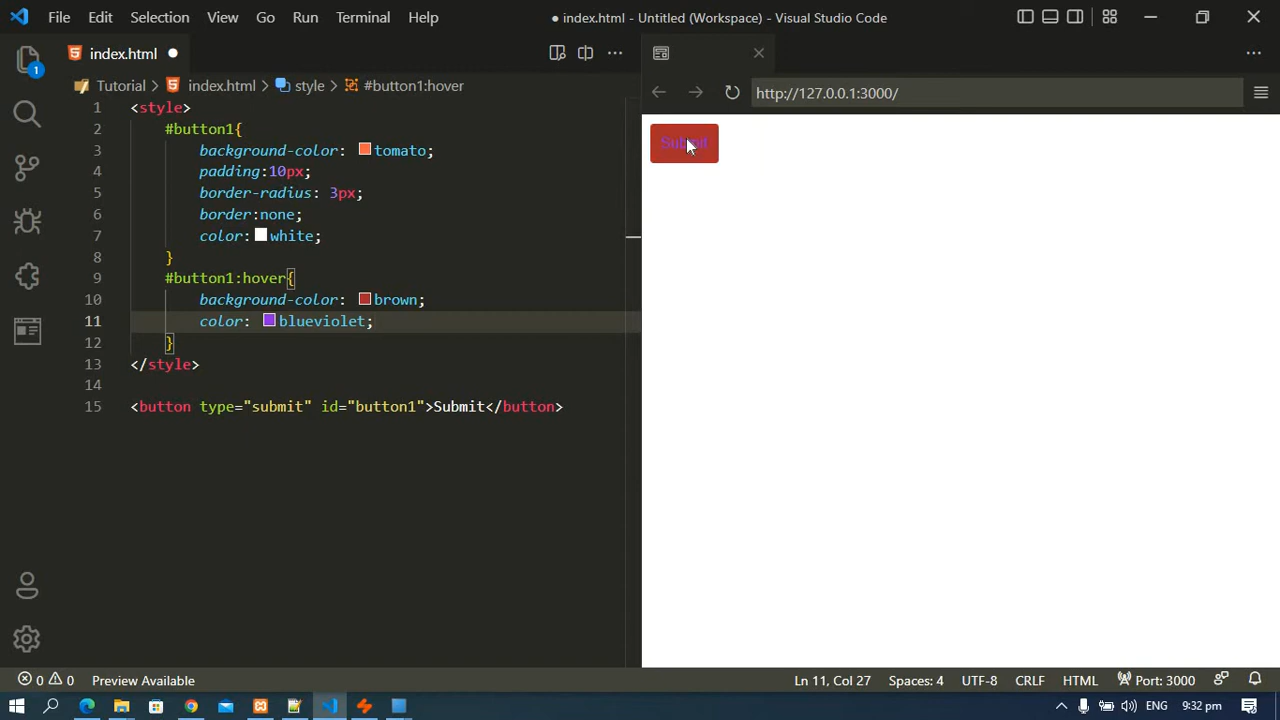 File Edit Selection View Go Run Terminal Help
● index.html - Untitled (Workspace) - Visual Studio Code
index.html
Tutorial > index.html > style > #button1:hover
http://127.0.0.1:3000/
1 <style>
2 #button1{
3 background-color: tomato;
4 padding:10px;
5 border-radius: 3px;
6 border:none;
7 color: white;
8 }
9 #button1:hover{
10 background-color: brown;
11 color: blueviolet;
12 }
13 </style>
14
15 <button type="submit" id="button1">Submit</button>
Submit
1
0 0 Preview Available
Ln 11, Col 27 Spaces: 4 UTF-8 CRLF HTML Port: 3000
ENG 9:32 pm